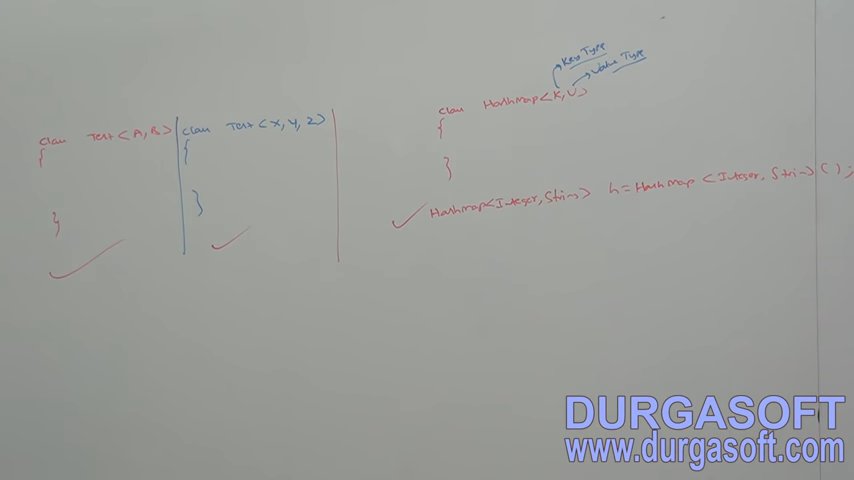 class Test<A,B>
{
}
class Test<X,Y,Z>
{
}
Key Type
Value Type
class HashMap<K,V>
{
}
HashMap<Integer,String> h=HashMap <Integer, String>( );
DURGASOFT
www.durgasoft.com